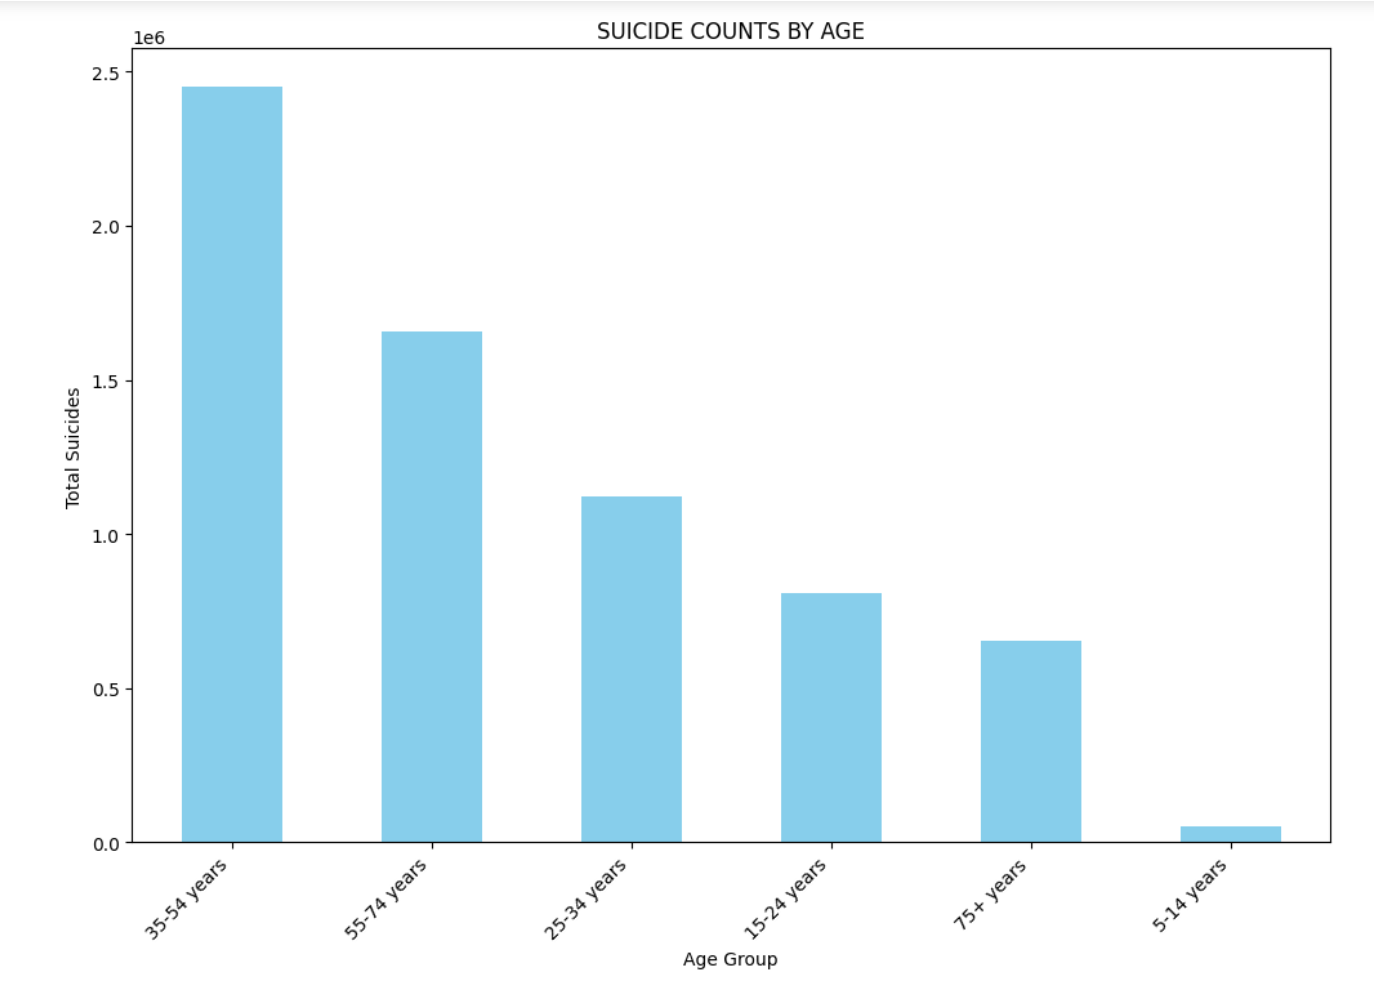 SUICIDE COUNTS BY AGE
1e6
2.5
2.0
1.5
1.0
0.5
0.0
Total Suicides
35-54 years
55-74 years
25-34 years
15-24 years
75+ years
5-14 years
Age Group